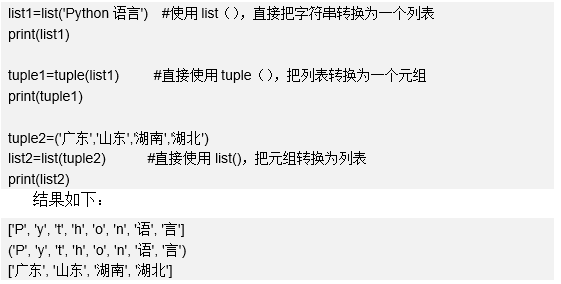 list1=list('Python 语言')   #使用 list（），直接把字符串转换为一个列表
print(list1)
tuple1=tuple(list1)        #直接使用 tuple（），把列表转换为一个元组
print(tuple1)
tuple2=('广东','山东','湖南','湖北')
list2=list(tuple2)        #直接使用 list()，把元组转换为列表
print(list2)
结果如下：
['P', 'y', 't', 'h', 'o', 'n', '语', '言']
('P', 'y', 't', 'h', 'o', 'n', '语', '言')
['广东', '山东', '湖南', '湖北']